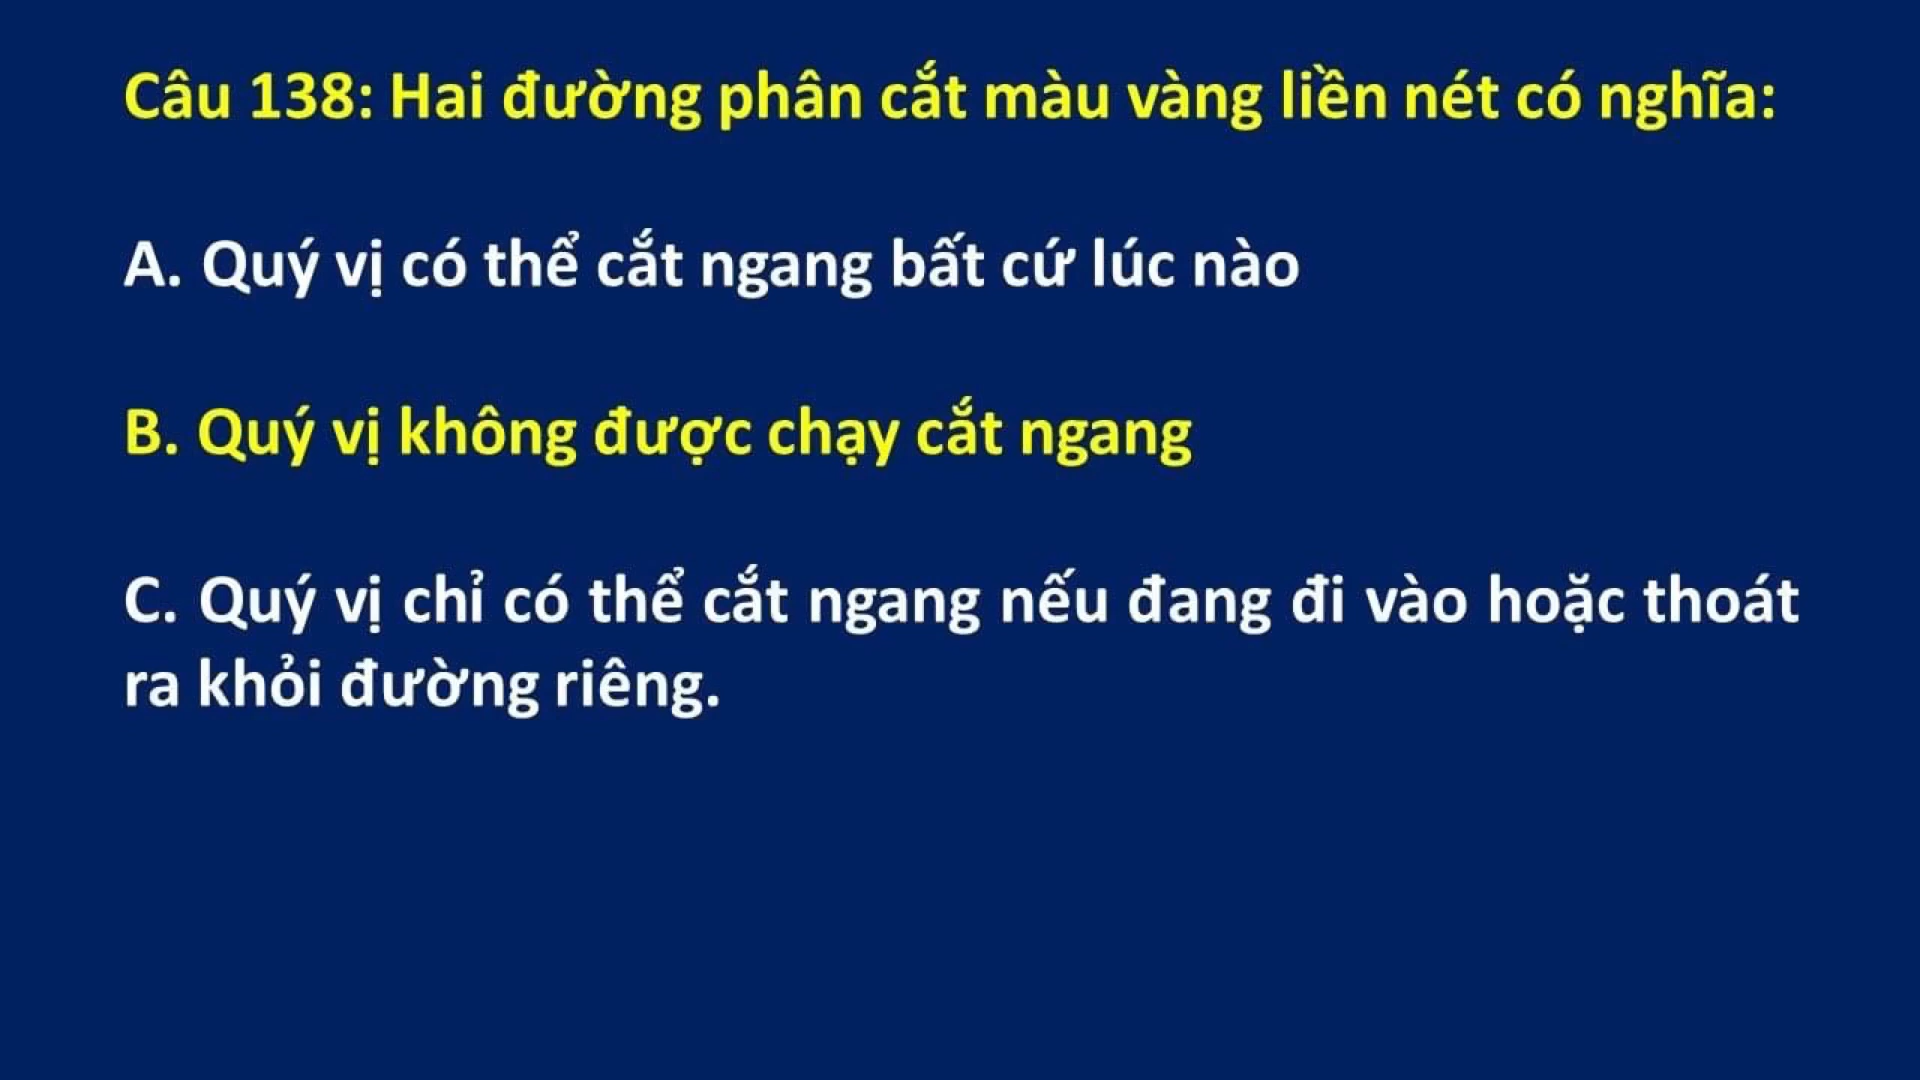 Câu 138: Hai đường phân cắt màu vàng liền nét có nghĩa:
A. Quý vị có thể cắt ngang bất cứ lúc nào
B. Quý vị không được chạy cắt ngang
C. Quý vị chỉ có thể cắt ngang nếu đang đi vào hoặc thoát
ra khỏi đường riêng.